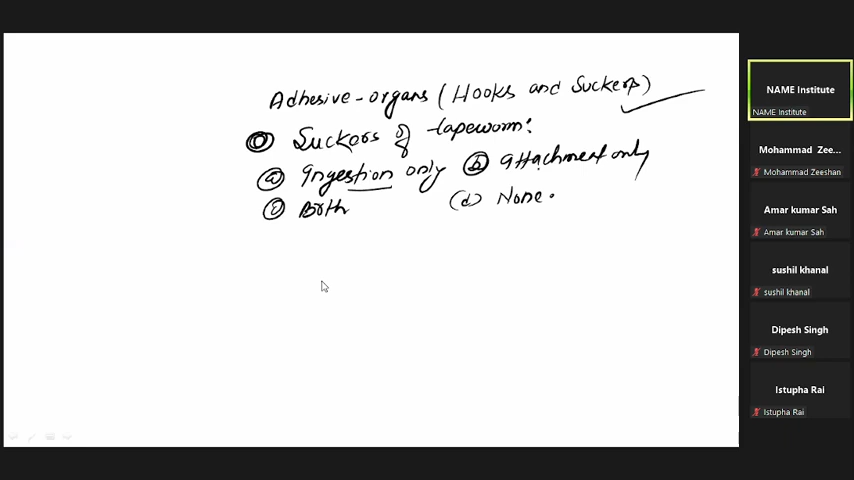 Adhesive-organs (Hooks and Suckers)
Suckers of tapeworm:
(a) Ingestion only (b) Attachment only
(c) Both (d) None.
NAME Institute
NAME Institute
Mohammad Zee...
Mohammad Zeeshan
Amar kumar Sah
Amar kumar Sah
sushil khanal
sushil khanal
Dipesh Singh
Dipesh Singh
Istupha Rai
Istupha Rai